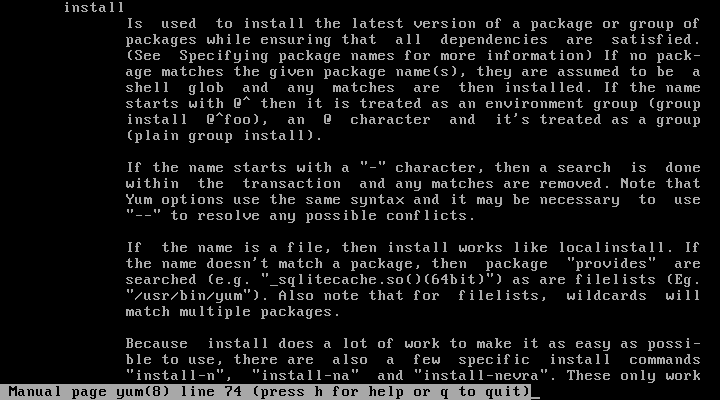 install
Is used to install the latest version of a package or group of
packages while ensuring that all dependencies are satisfied.
(See Specifying package names for more information) If no pack-
age matches the given package name(s), they are assumed to be a
shell glob and any matches are then installed. If the name
starts with @^ then it is treated as an environment group (group
install @^foo), an @ character and it's treated as a group
(plain group install).
If the name starts with a "-" character, then a search is done
within the transaction and any matches are removed. Note that
Yum options use the same syntax and it may be necessary to use
"--" to resolve any possible conflicts.
If the name is a file, then install works like localinstall. If
the name doesn't match a package, then package "provides" are
searched (e.g. "_sqlitecache.so()(64bit)") as are filelists (Eg.
"/usr/bin/yum"). Also note that for filelists, wildcards will
match multiple packages.
Because install does a lot of work to make it as easy as possi-
ble to use, there are also a few specific install commands
"install-n", "install-na" and "install-nevra". These only work
Manual page yum(8) line 74 (press h for help or q to quit)